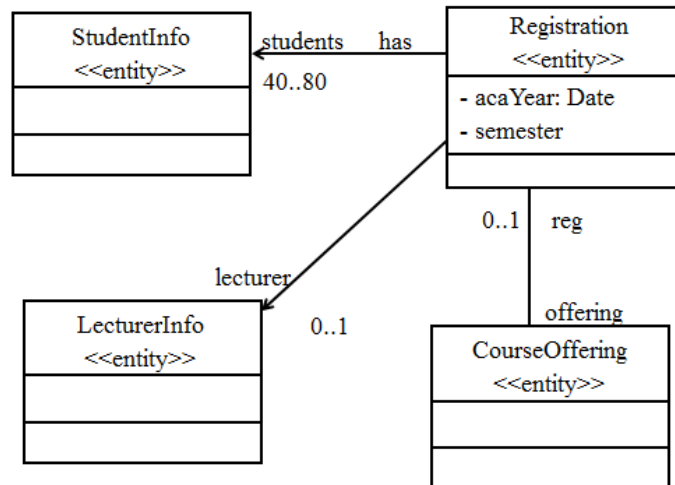 StudentInfo
<<entity>>
students has
40..80
Registration
<<entity>>
- acaYear: Date
- semester
0..1 reg
lecturer
LecturerInfo
<<entity>>
0..1
offering
CourseOffering
<<entity>>